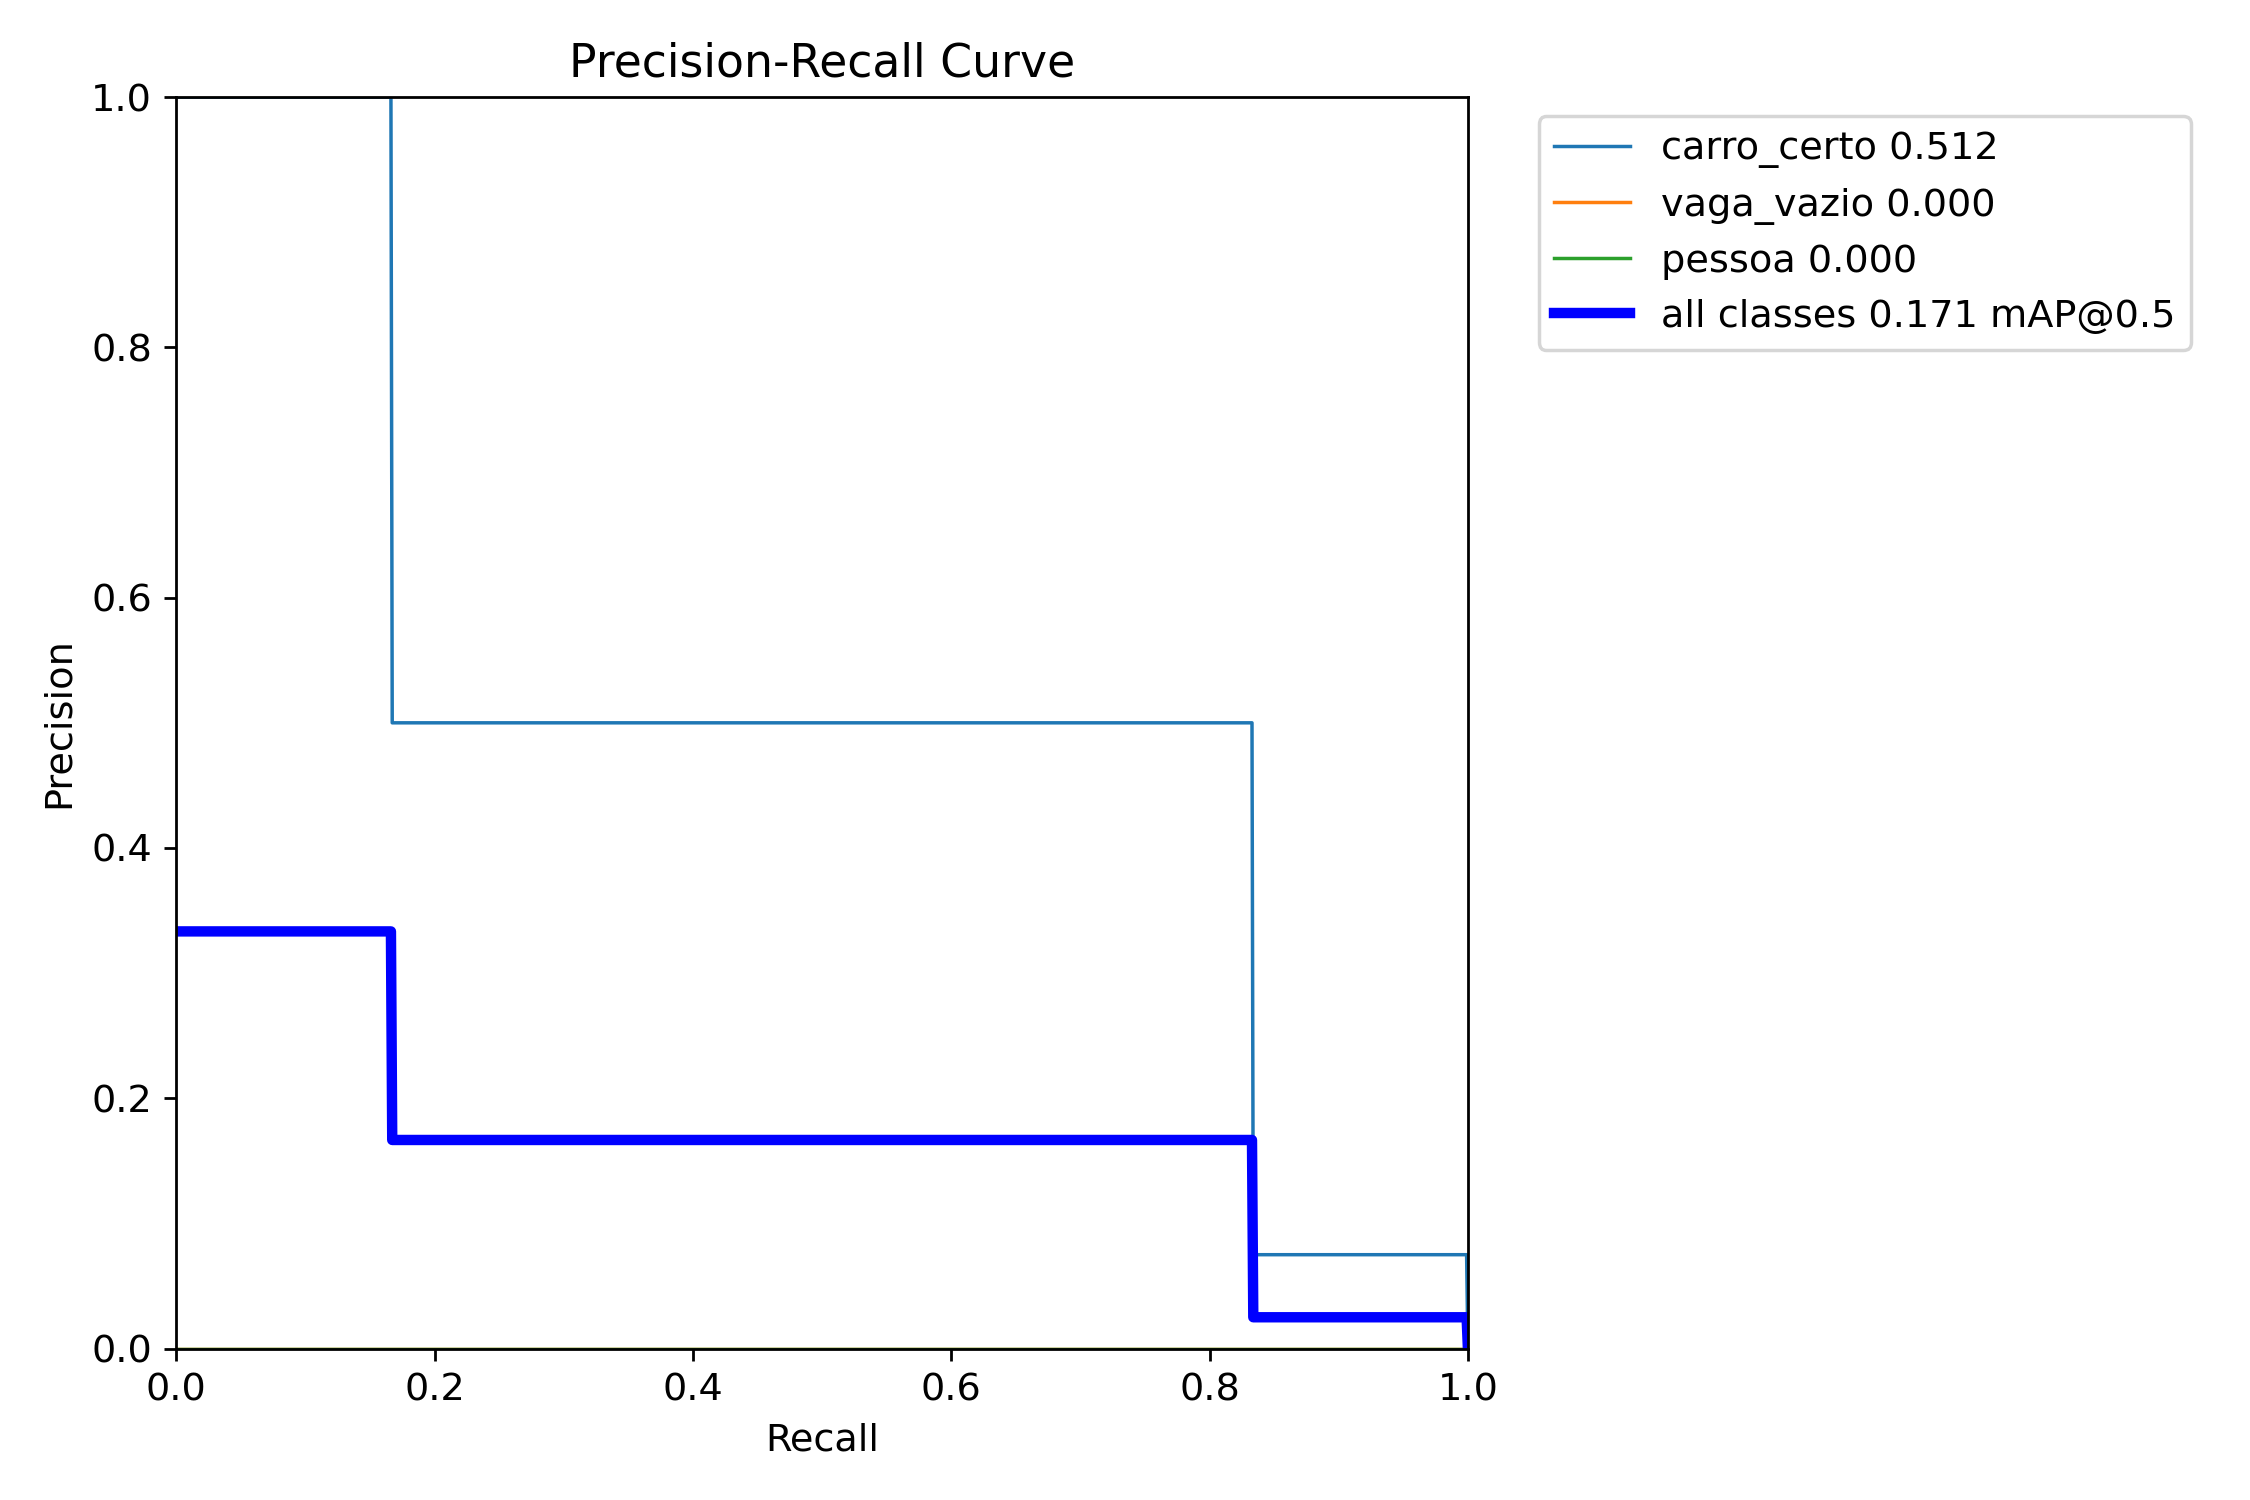 Precision-Recall Curve
1.0
0.8
0.6
0.4
0.2
0.0
Precision
0.0 0.2 0.4 0.6 0.8 1.0
Recall
carro_certo 0.512
vaga_vazio 0.000
pessoa 0.000
all classes 0.171 mAP@0.5